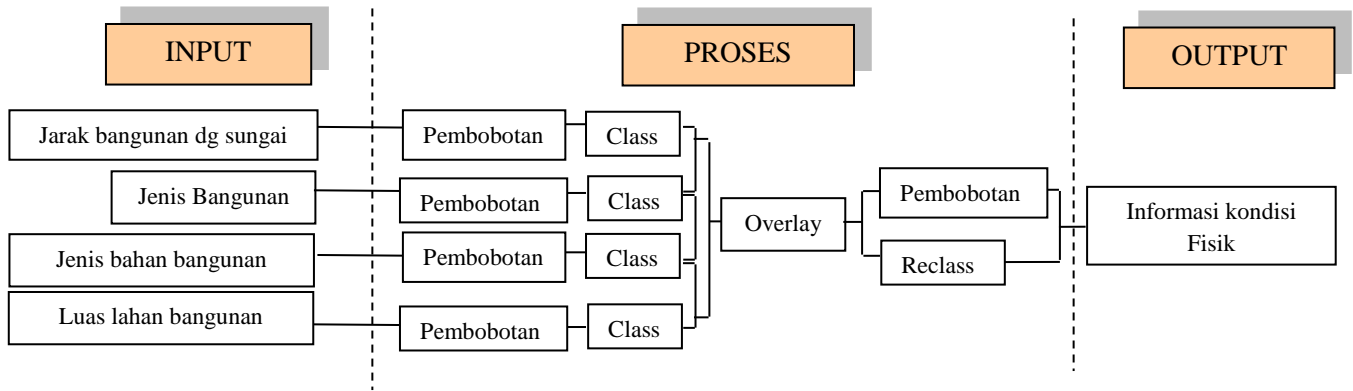 INPUT
PROSES
OUTPUT
Jarak bangunan dg sungai
Pembobotan
Class
Jenis Bangunan
Pembobotan
Class
Jenis bahan bangunan
Pembobotan
Class
Luas lahan bangunan
Pembobotan
Class
Overlay
Pembobotan
Reclass
Informasi kondisi
Fisik